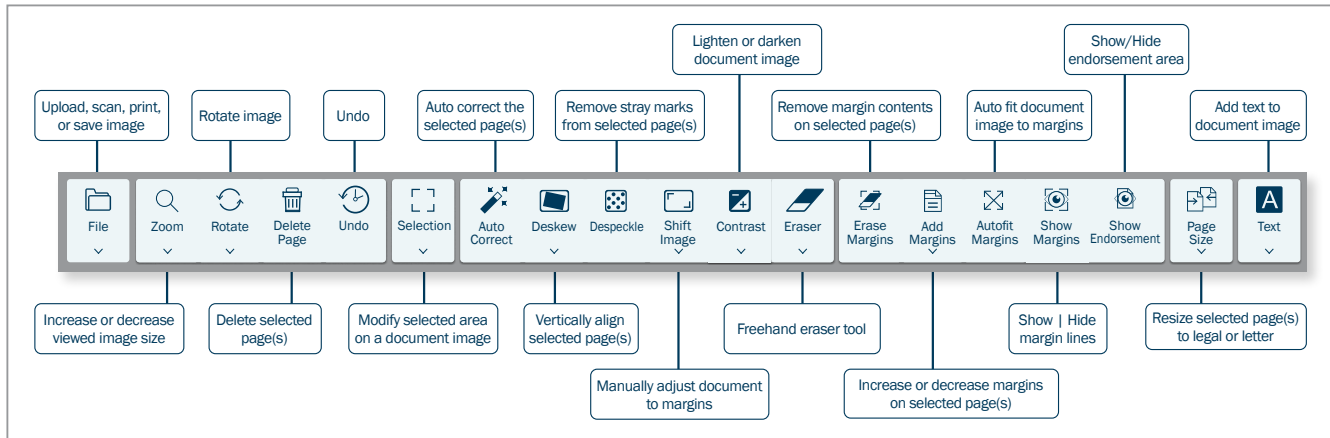 Lighten or darken
document image
Show/Hide
endorsement area
Upload, scan, print,
or save image
Rotate image
Undo
Auto correct the
selected page(s)
Remove stray marks
from selected page(s)
Remove margin contents
on selected page(s)
Auto fit document
image to margins
Add text to
document image
File
Zoom
Rotate
Delete
Page
Undo
Selection
Auto
Correct
Deskew
Despeckle
Shift
Image
Contrast
Eraser
Erase
Margins
Add
Margins
Autofit
Margins
Show
Margins
Show
Endorsement
Page
Size
A
Text
Increase or decrease
viewed image size
Delete selected
page(s)
Modify selected area
on a document image
Vertically align
selected page(s)
Freehand eraser tool
Show | Hide
margin lines
Resize selected page(s)
to legal or letter
Manually adjust document
to margins
Increase or decrease margins
on selected page(s)